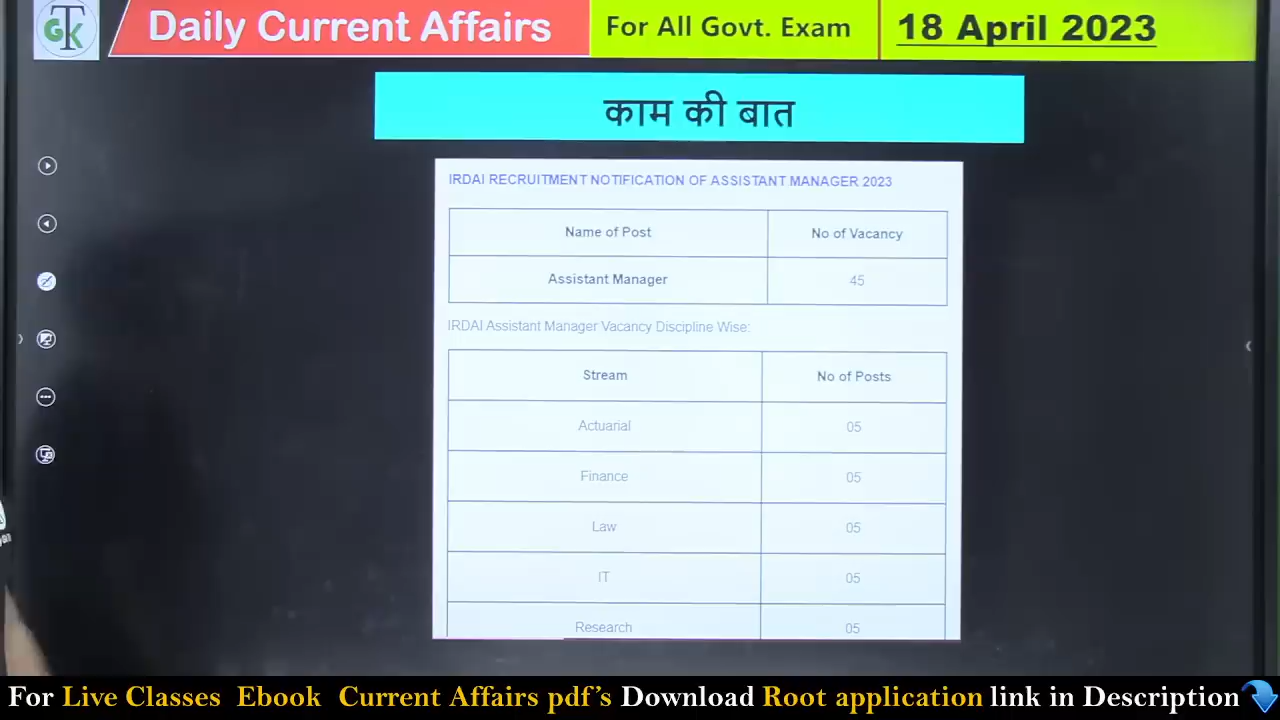 GTK Daily Current Affairs For All Govt. Exam 18 April 2023
काम की बात
IRDAI RECRUITMENT NOTIFICATION OF ASSISTANT MANAGER 2023
Name of Post No of Vacancy
Assistant Manager 45
IRDAI Assistant Manager Vacancy Discipline Wise:
Stream No of Posts
Actuarial 05
Finance 05
Law 05
IT 05
Research 05
For Live Classes Ebook Current Affairs pdf's Download Root application link in Description